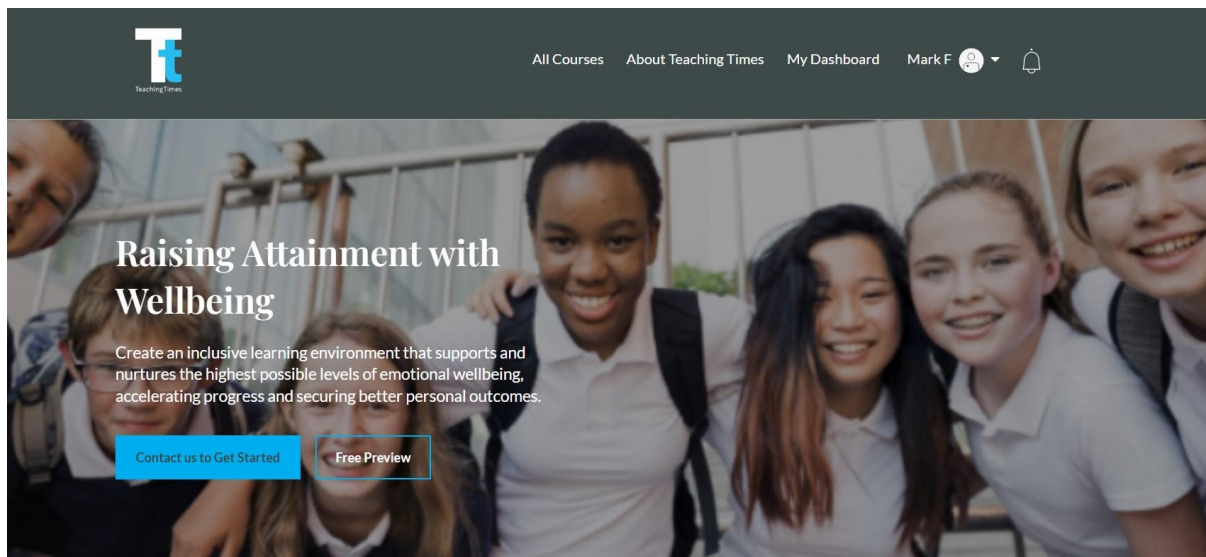 Tt
TeachingTimes
All Courses About Teaching Times My Dashboard Mark F
Raising Attainment with
Wellbeing
Create an inclusive learning environment that supports and
nurtures the highest possible levels of emotional wellbeing,
accelerating progress and securing better personal outcomes.
Contact us to Get Started Free Preview